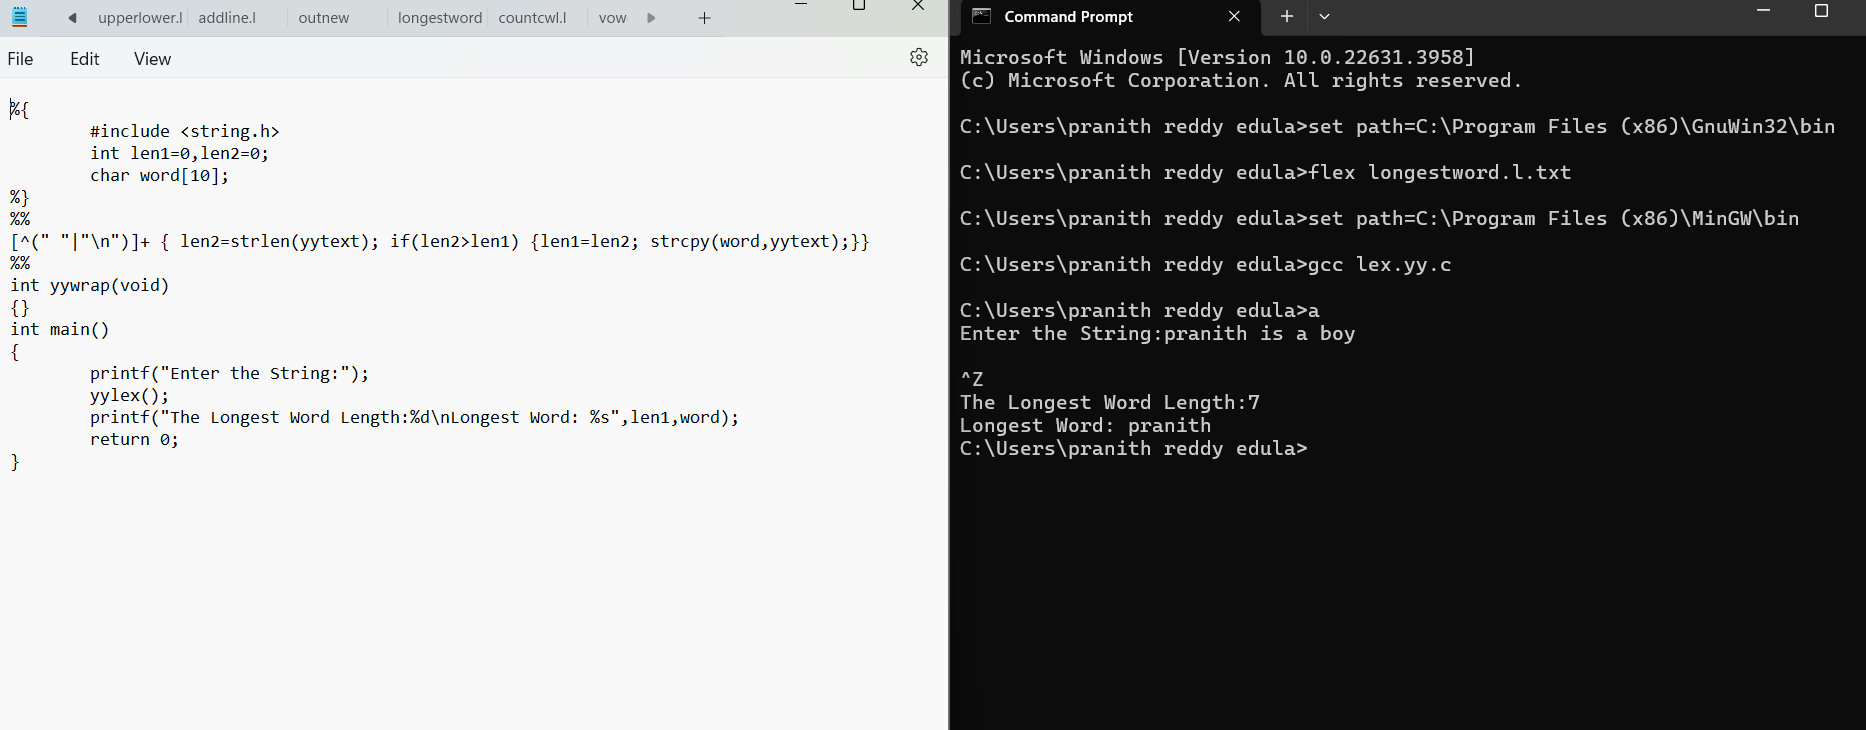 upperlower.l addline.l outnew longestword countcwl.l vow
File Edit View
%{
#include <string.h>
int len1=0,len2=0;
char word[10];
%}
%%
[^(" "|"\n")]+ { len2=strlen(yytext); if(len2>len1) {len1=len2; strcpy(word,yytext);}}
%%
int yywrap(void)
{}
int main()
{
printf("Enter the String:");
yylex();
printf("The Longest Word Length:%d\nLongest Word: %s",len1,word);
return 0;
}
Command Prompt
Microsoft Windows [Version 10.0.22631.3958]
(c) Microsoft Corporation. All rights reserved.
C:\Users\pranith reddy edula>set path=C:\Program Files (x86)\GnuWin32\bin
C:\Users\pranith reddy edula>flex longestword.l.txt
C:\Users\pranith reddy edula>set path=C:\Program Files (x86)\MinGW\bin
C:\Users\pranith reddy edula>gcc lex.yy.c
C:\Users\pranith reddy edula>a
Enter the String:pranith is a boy
^Z
The Longest Word Length:7
Longest Word: pranith
C:\Users\pranith reddy edula>